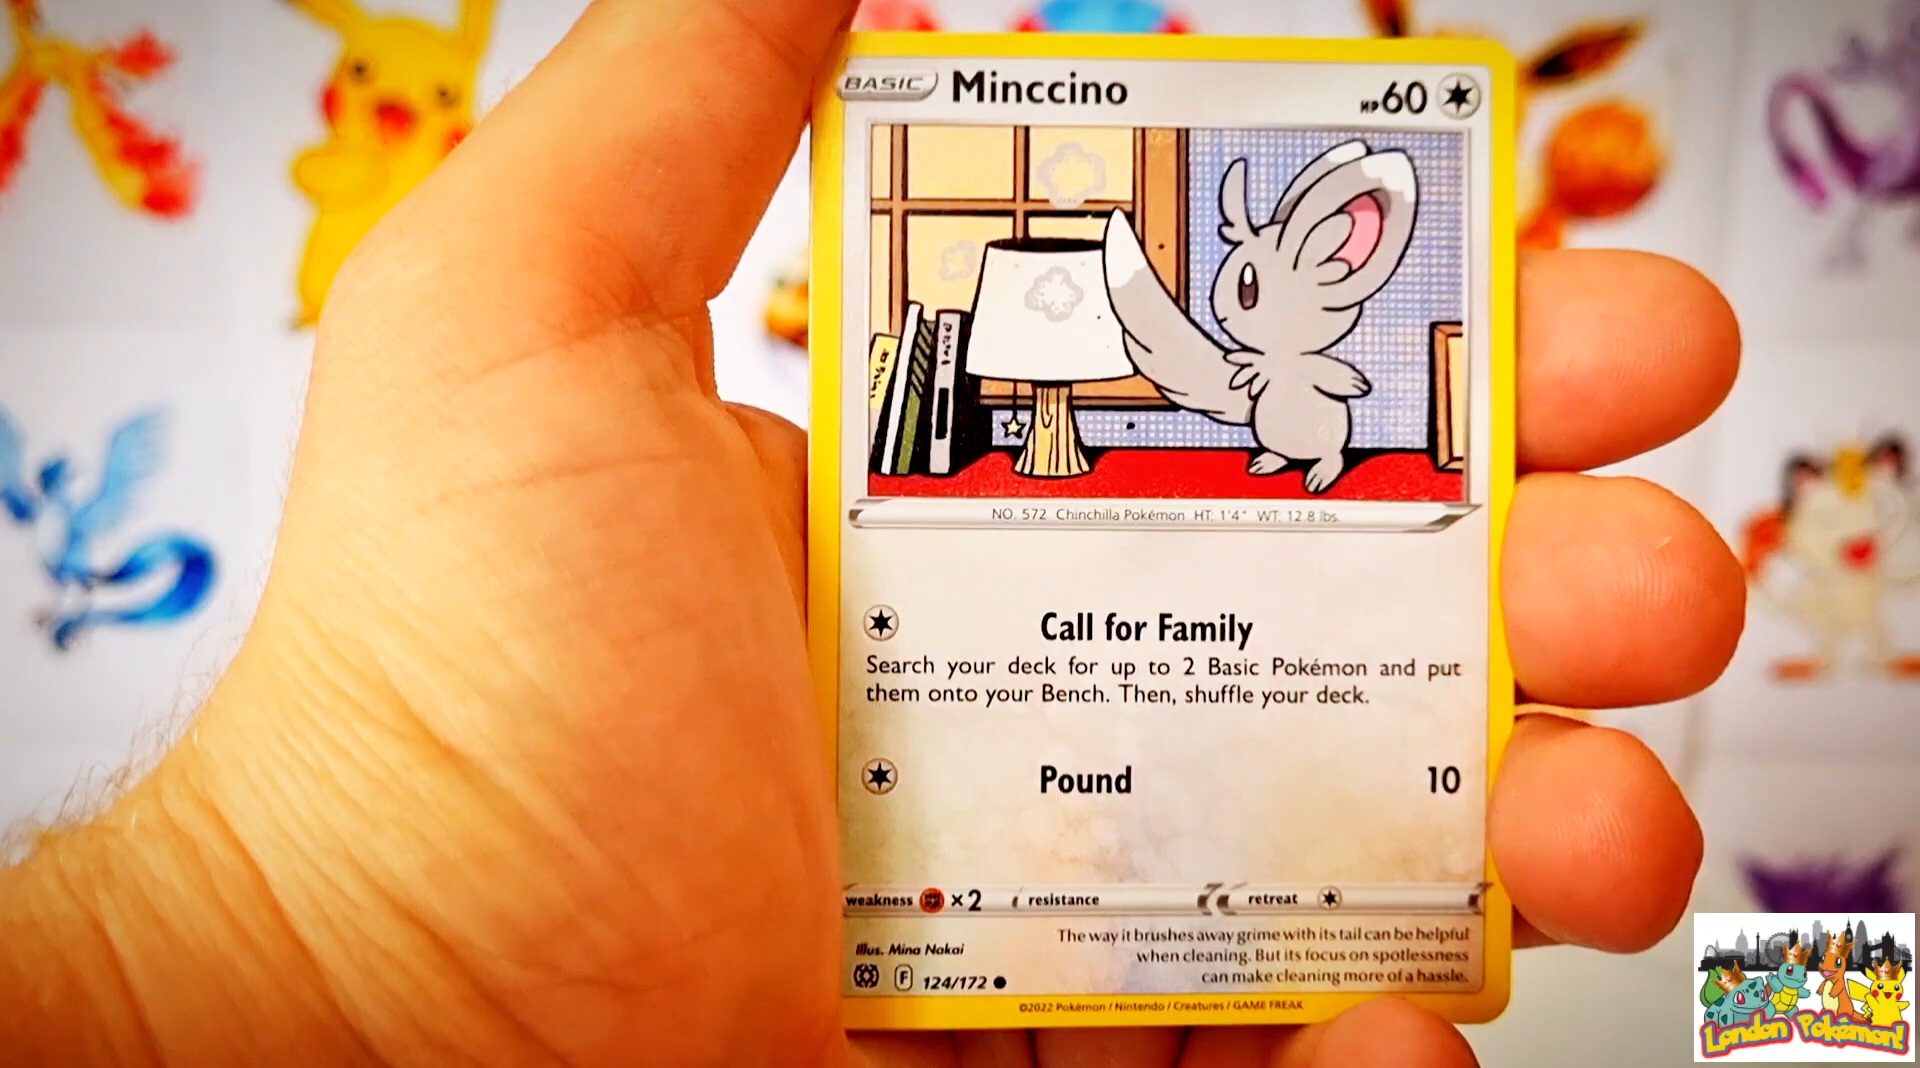 BASIC Minccino HP60
NO. 572 Chinchilla Pokémon HT: 1'4" WT: 12.8 lbs.
Call for Family
Search your deck for up to 2 Basic Pokémon and put
them onto your Bench. Then, shuffle your deck.
Pound 10
weakness ×2 resistance retreat
Illus. Mina Nakai
The way it brushes away grime with its tail can be helpful
when cleaning. But its focus on spotlessness
can make cleaning more of a hassle.
F 124/172
©2022 Pokémon / Nintendo / Creatures / GAME FREAK
London Pokémon!